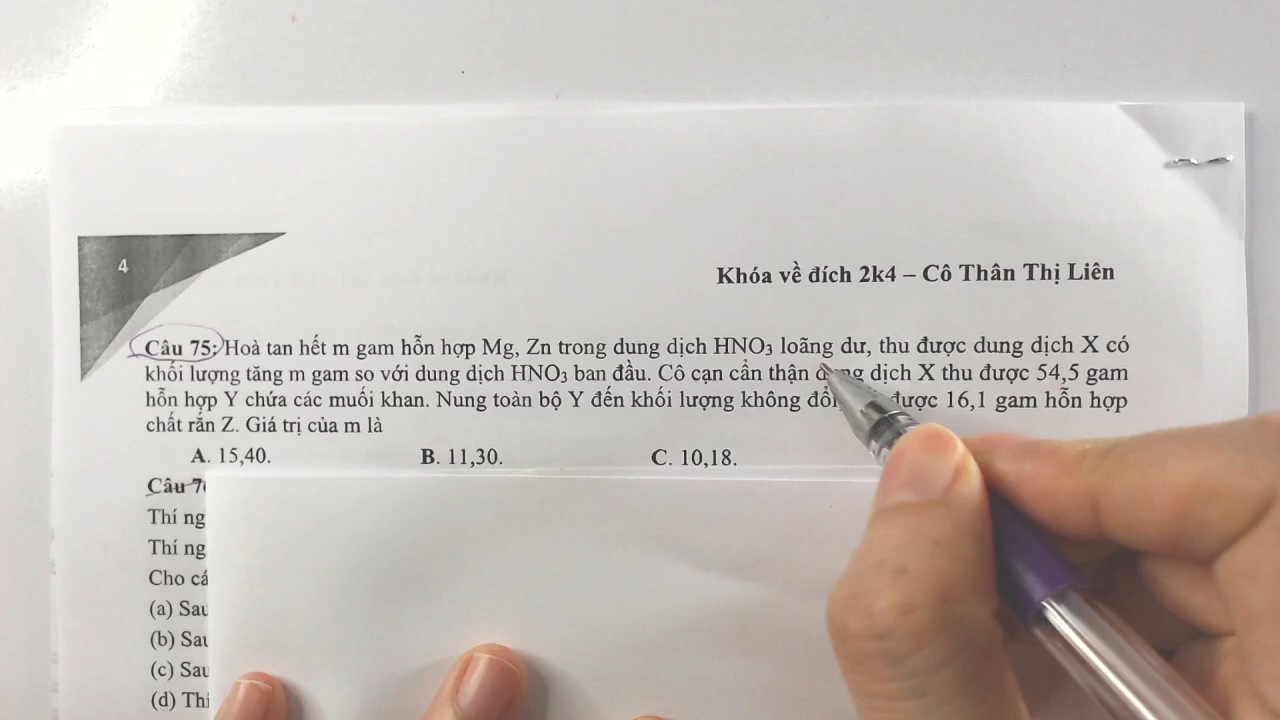 4
Khóa về đích 2k4 – Cô Thân Thị Liên
Câu 75: Hoà tan hết m gam hỗn hợp Mg, Zn trong dung dịch HNO₃ loãng dư, thu được dung dịch X có
khối lượng tăng m gam so với dung dịch HNO₃ ban đầu. Cô cạn cẩn thận dung dịch X thu được 54,5 gam
hỗn hợp Y chứa các muối khan. Nung toàn bộ Y đến khối lượng không đổi, được 16,1 gam hỗn hợp
chất rắn Z. Giá trị của m là
A. 15,40. B. 11,30. C. 10,18.
Câu 7
Thí ng
Thí ng
Cho cá
(a) Sau
(b) Sau
(c) Sau
(d) Thí